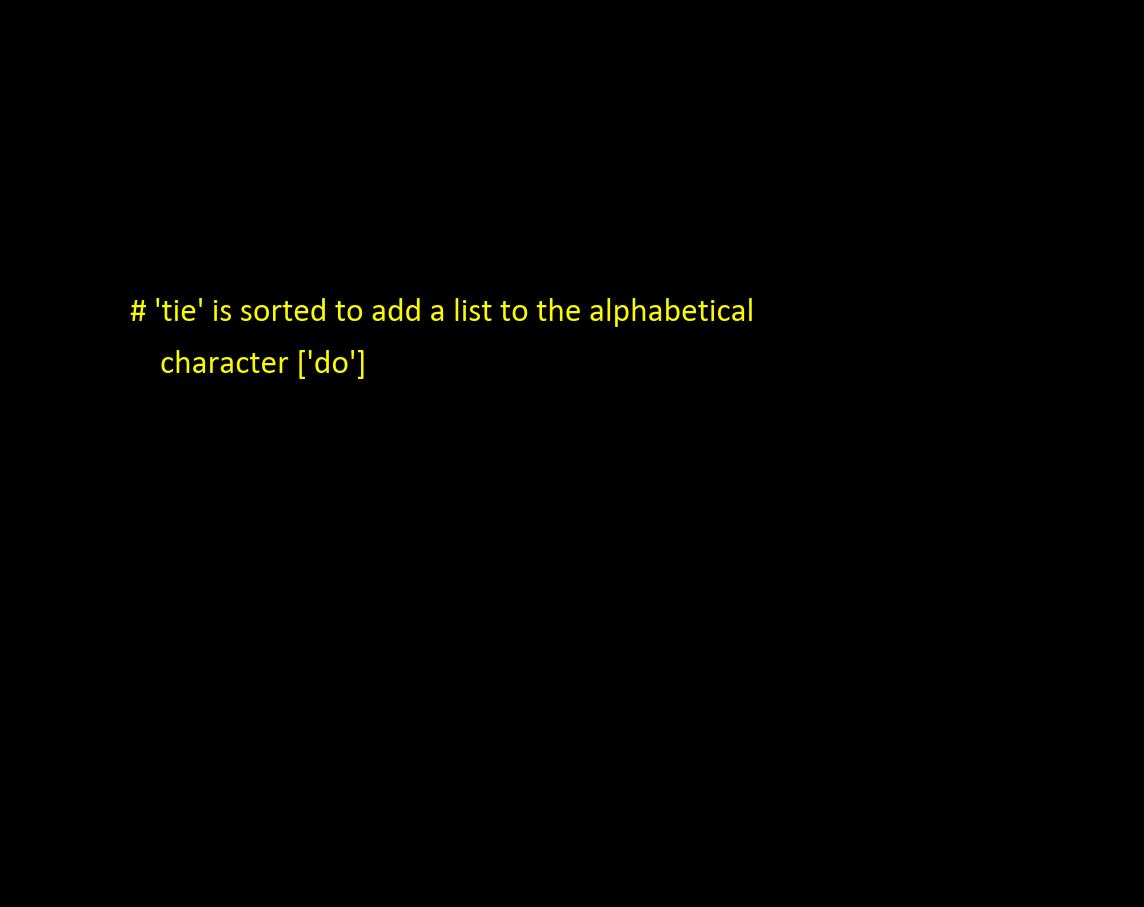 # 'tie' is sorted to add a list to the alphabetical
character ['do']